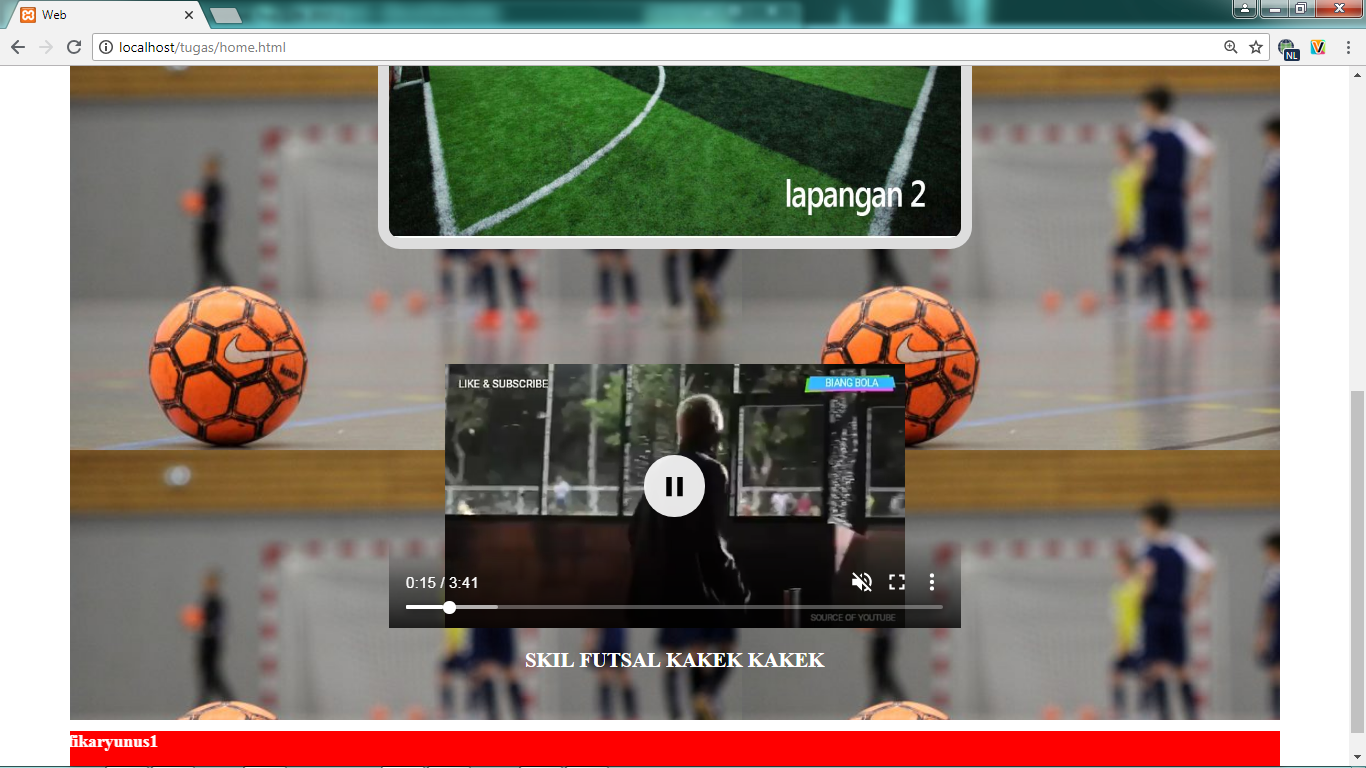 Web
localhost/tugas/home.html
NL
lapangan 2
LIKE & SUBSCRIBE
BIANG BOLA
0:15 / 3:41
SOURCE OF YOUTUBE
SKIL FUTSAL KAKEK KAKEK
fikaryunus1